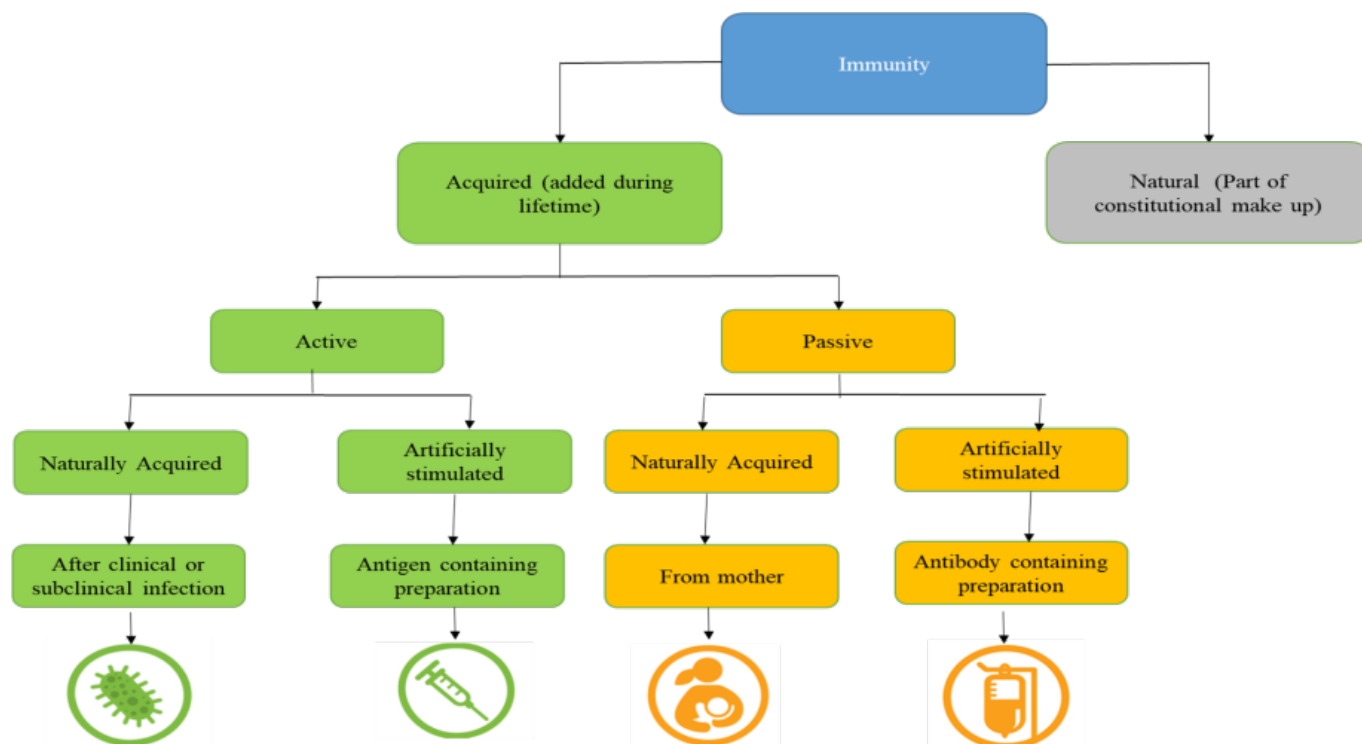 Immunity
Acquired (added during
lifetime)
Natural (Part of
constitutional make up)
Active
Passive
Naturally Acquired
Artificially
stimulated
Naturally Acquired
Artificially
stimulated
After clinical or
subclinical infection
Antigen containing
preparation
From mother
Antibody containing
preparation